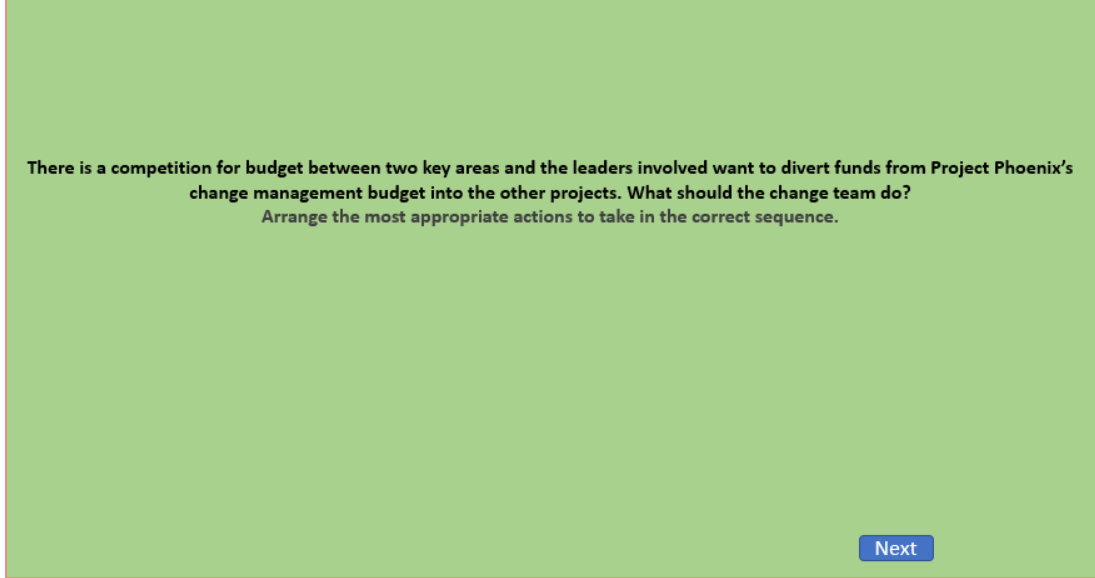 There is a competition for budget between two key areas and the leaders involved want to divert funds from Project Phoenix’s
change management budget into the other projects. What should the change team do?
Arrange the most appropriate actions to take in the correct sequence.
Next